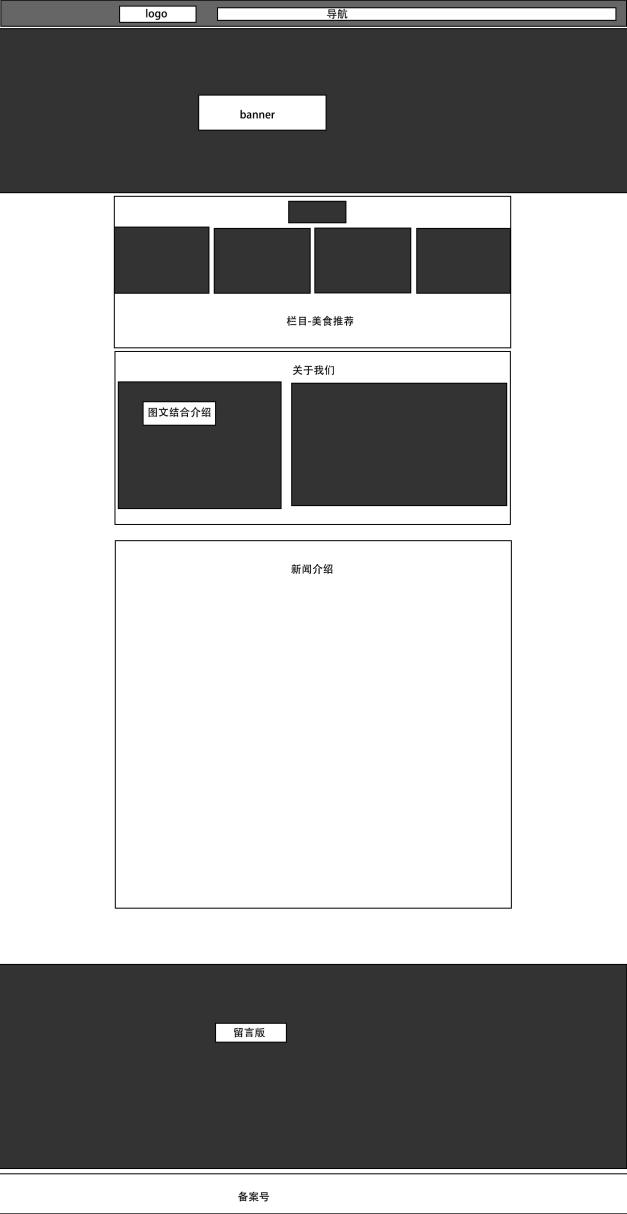 logo
导航
banner
栏目-美食推荐
关于我们
图文结合介绍
新闻介绍
留言版
备案号